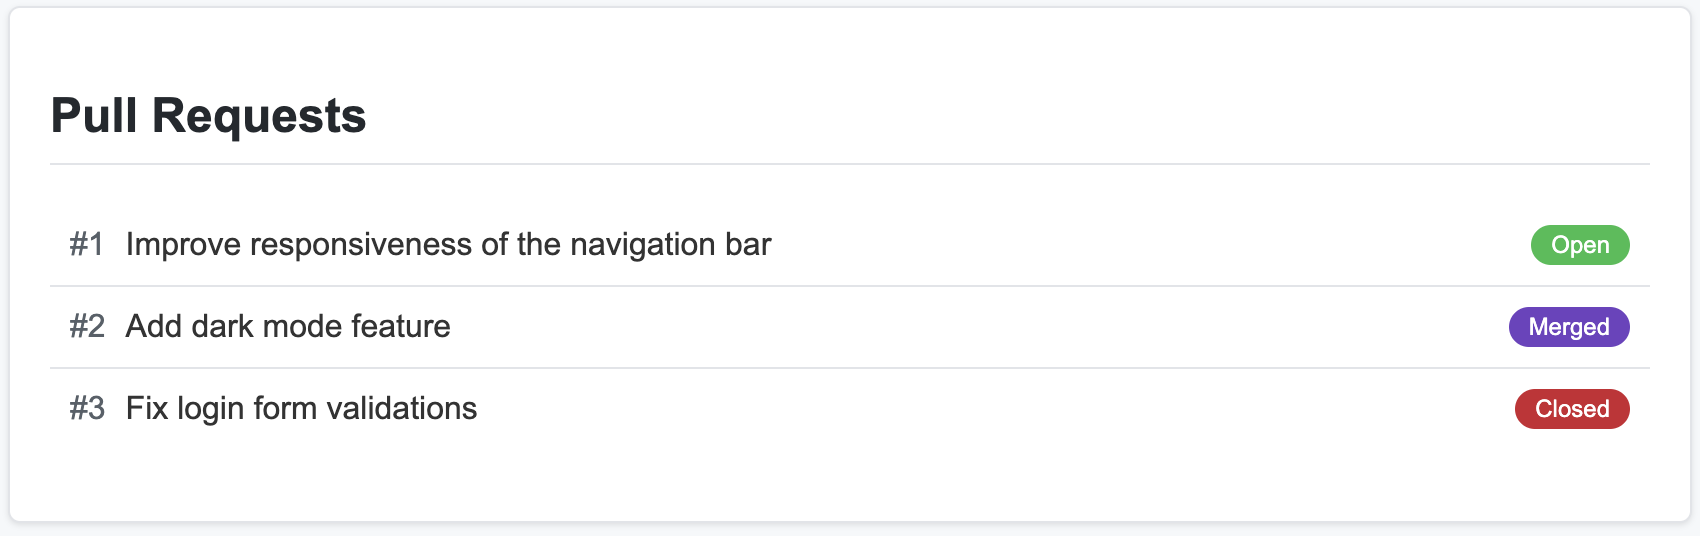 Pull Requests
#1 Improve responsiveness of the navigation bar Open
#2 Add dark mode feature Merged
#3 Fix login form validations Closed